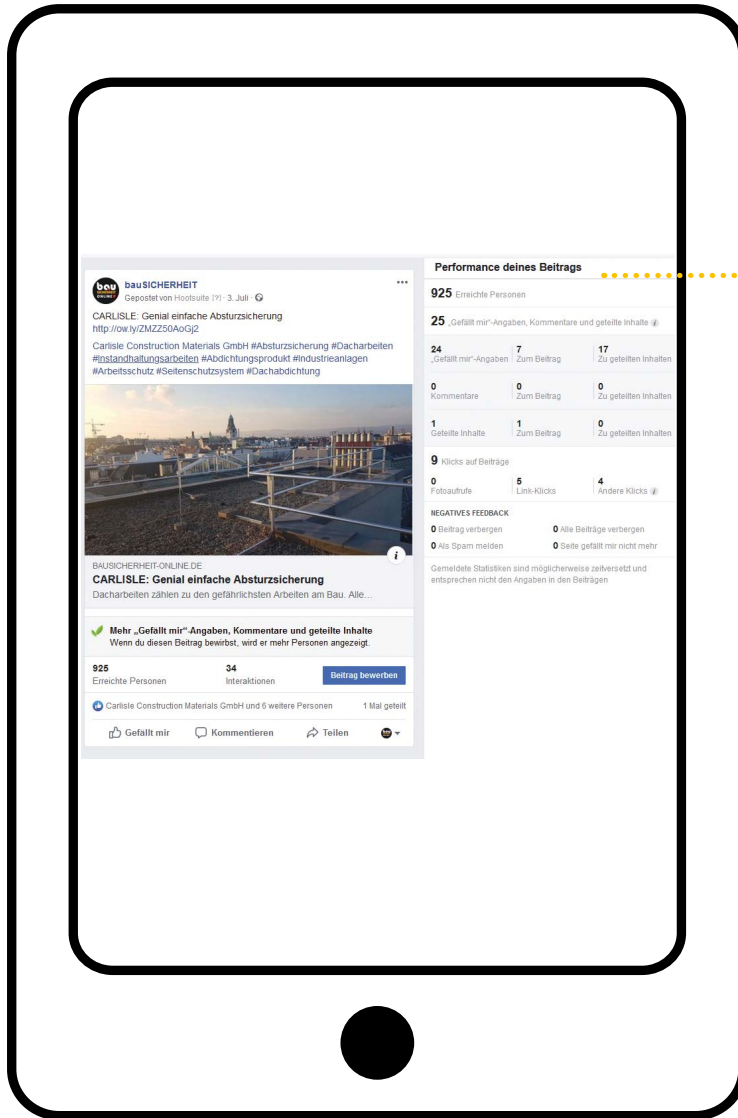 bau
ONLINE
bauSICHERHEIT
Gepostet von Hootsuite [?] · 3. Juli ·
CARLISLE: Genial einfache Absturzsicherung
http://ow.ly/ZMZZ50AoGj2
Carlisle Construction Materials GmbH #Absturzsicherung #Dacharbeiten
#Instandhaltungsarbeiten #Abdichtungsprodukt #Industrieanlagen
#Arbeitsschutz #Seitenschutzsystem #Dachabdichtung
BAUSICHERHEIT-ONLINE.DE
CARLISLE: Genial einfache Absturzsicherung
Dacharbeiten zählen zu den gefährlichsten Arbeiten am Bau. Alle…
Mehr „Gefällt mir“-Angaben, Kommentare und geteilte Inhalte
Wenn du diesen Beitrag bewirbst, wird er mehr Personen angezeigt.
925 34
Erreichte Personen Interaktionen Beitrag bewerben
Carlisle Construction Materials GmbH und 6 weitere Personen 1 Mal geteilt
Gefällt mir Kommentieren Teilen
Performance deines Beitrags
925 Erreichte Personen
25 „Gefällt mir“-Angaben, Kommentare und geteilte Inhalte
24 7 17
„Gefällt mir“-Angaben Zum Beitrag Zu geteilten Inhalten
0 0 0
Kommentare Zum Beitrag Zu geteilten Inhalten
1 1 0
Geteilte Inhalte Zum Beitrag Zu geteilten Inhalten
9 Klicks auf Beiträge
0 5 4
Fotoaufrufe Link-Klicks Andere Klicks
NEGATIVES FEEDBACK
0 Beitrag verbergen 0 Alle Beiträge verbergen
0 Als Spam melden 0 Seite gefällt mir nicht mehr
Gemeldete Statistiken sind möglicherweise zeitversetzt und
entsprechen nicht den Angaben in den Beiträgen